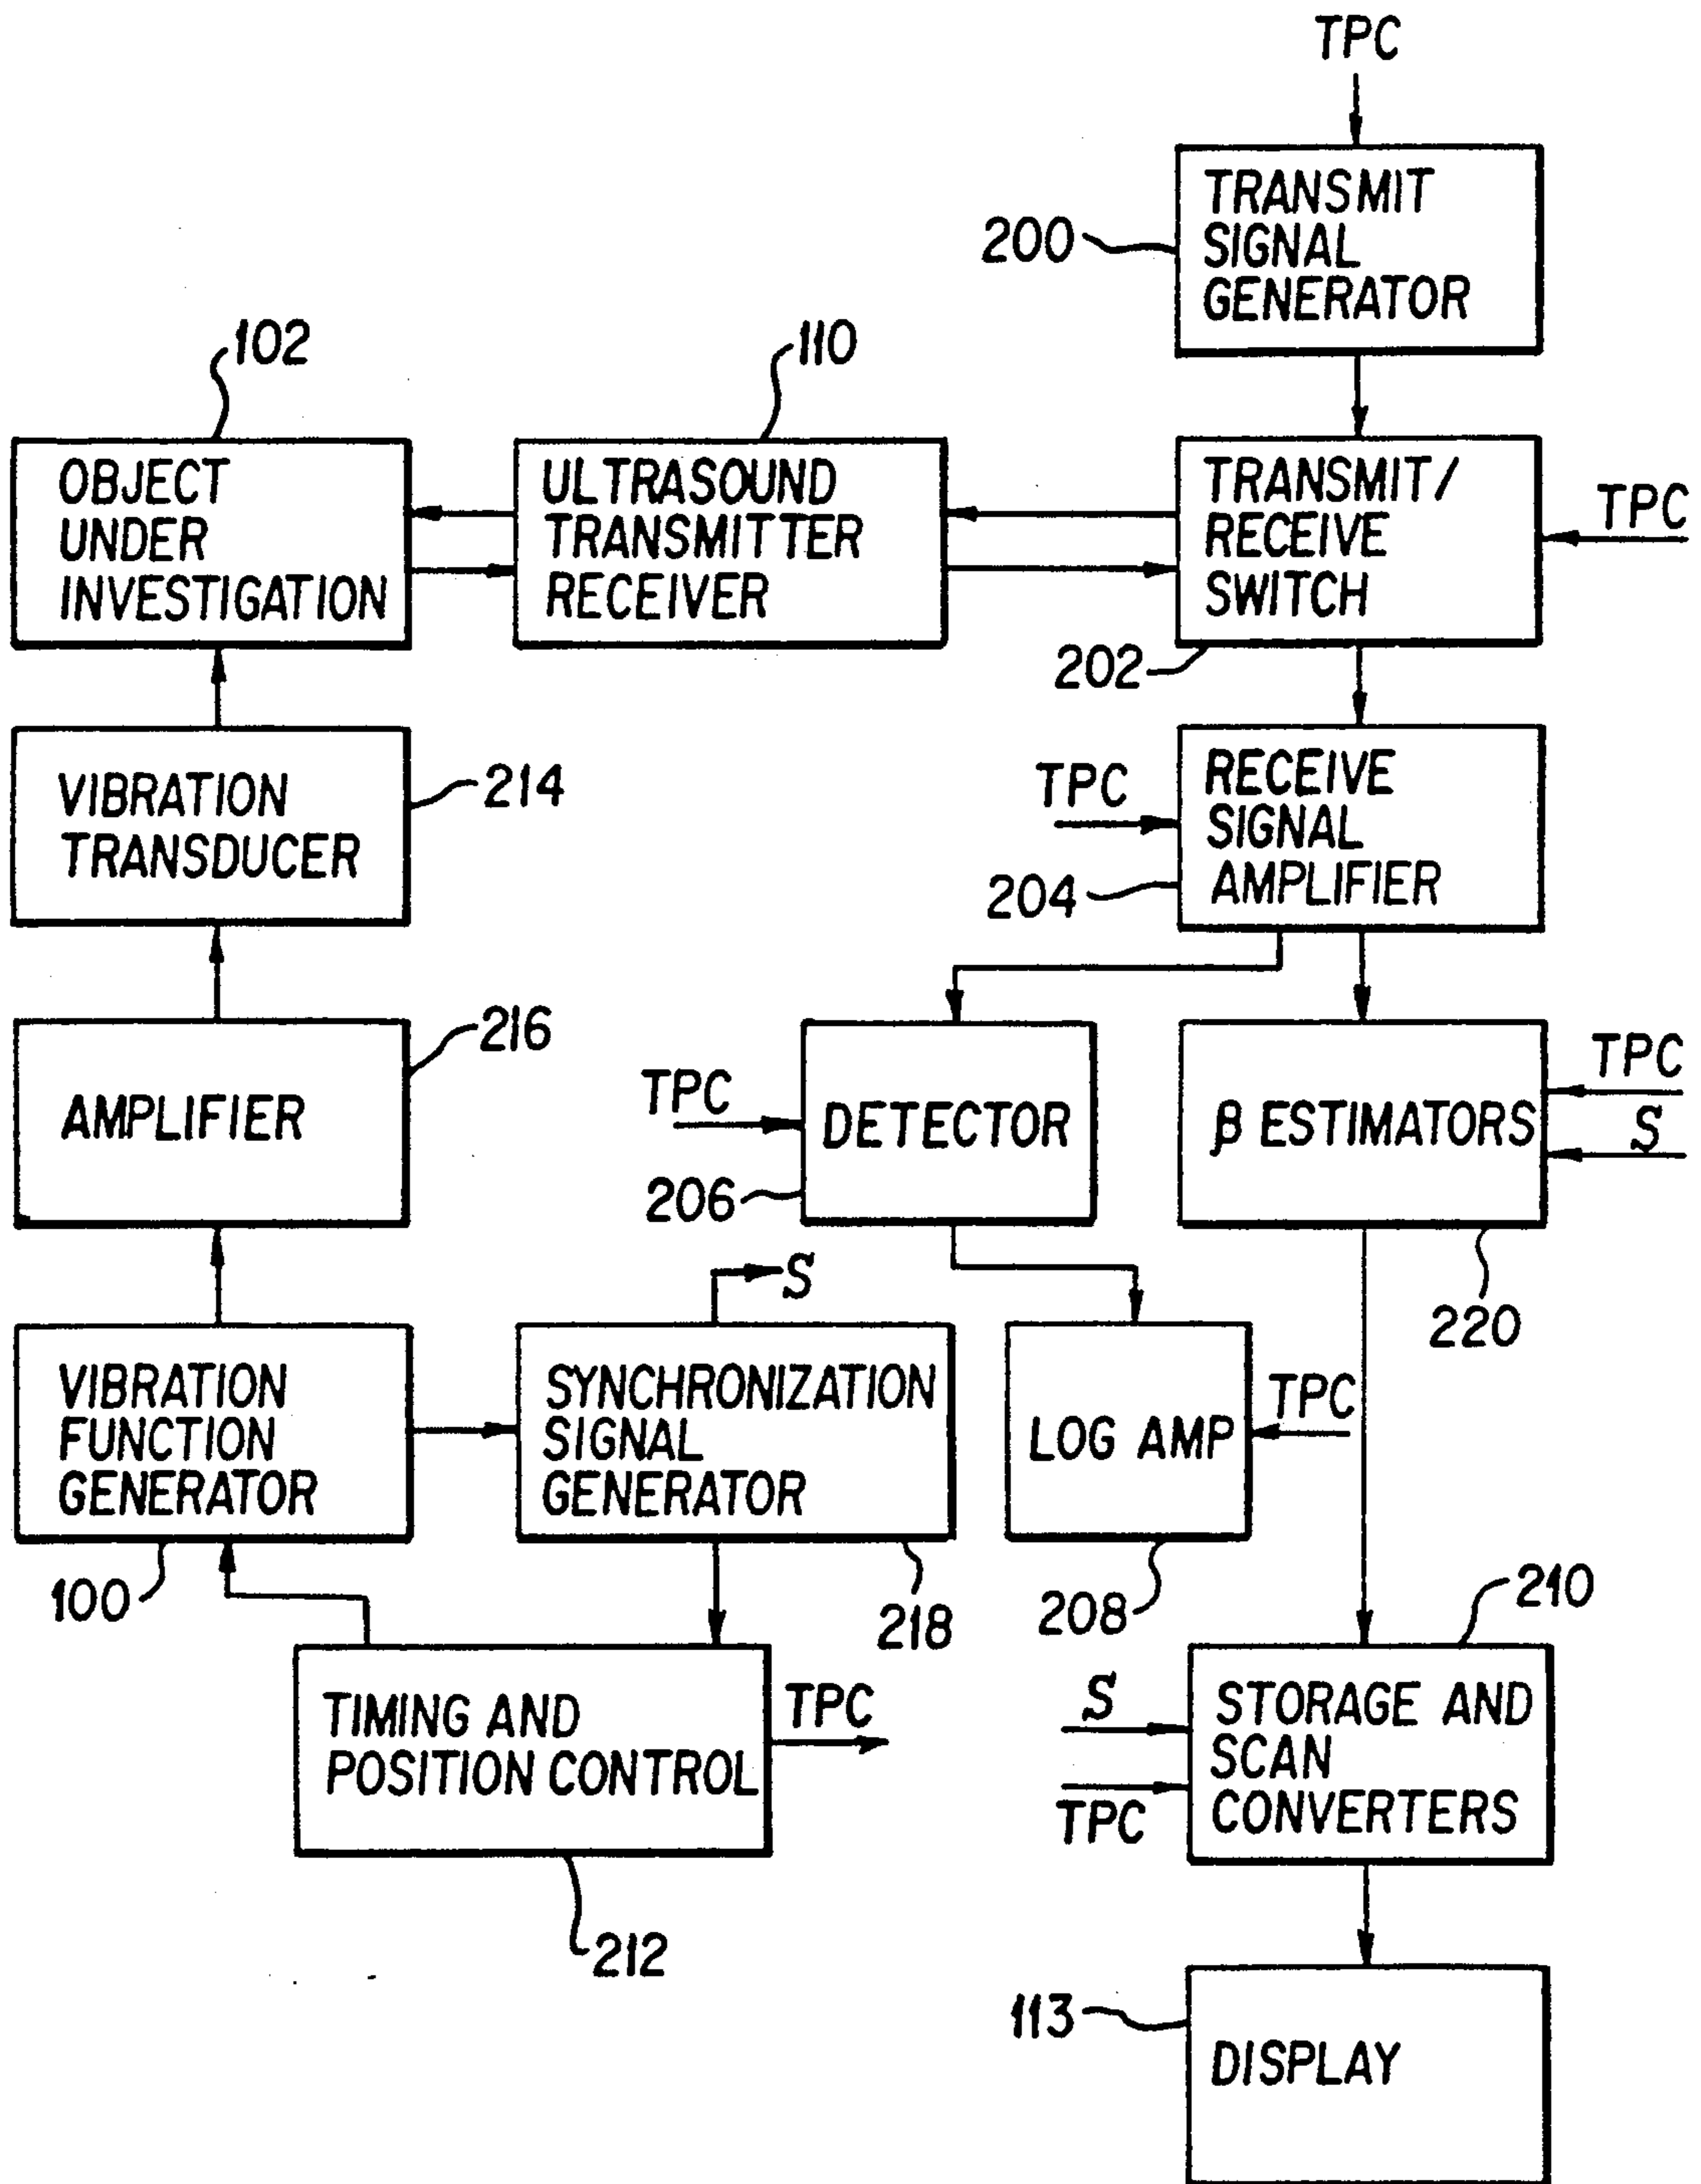 TPC
TRANSMIT
SIGNAL
GENERATOR
200
102
110
OBJECT
UNDER
INVESTIGATION
ULTRASOUND
TRANSMITTER
RECEIVER
TRANSMIT/
RECEIVE
SWITCH
TPC
202
VIBRATION
TRANSDUCER
214
TPC
RECEIVE
SIGNAL
AMPLIFIER
204
AMPLIFIER
216
TPC
DETECTOR
206
β ESTIMATORS
TPC
S
220
S
VIBRATION
FUNCTION
GENERATOR
100
SYNCHRONIZATION
SIGNAL
GENERATOR
218
LOG AMP
TPC
208
210
TIMING AND
POSITION CONTROL
TPC
212
S
TPC
STORAGE AND
SCAN
CONVERTERS
113
DISPLAY